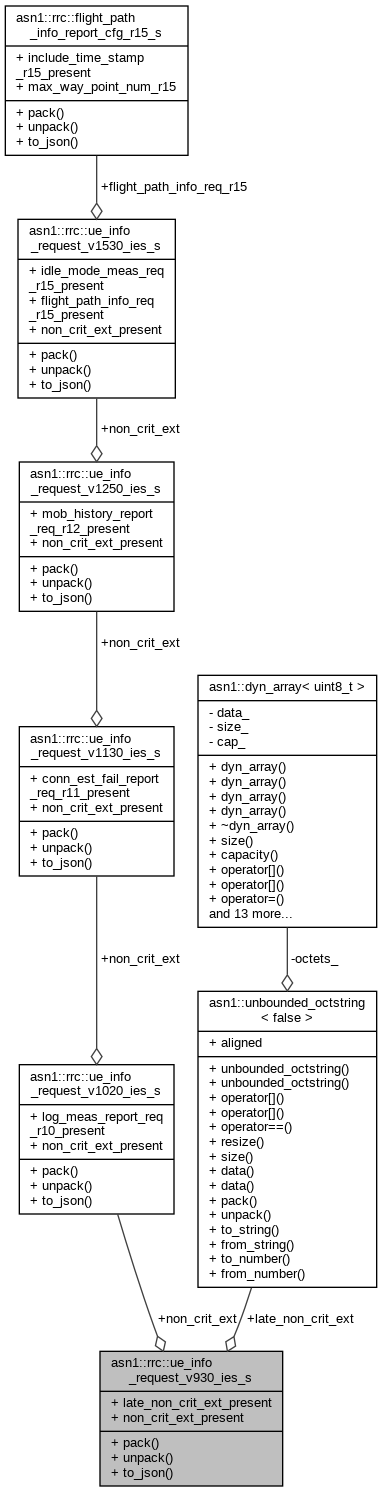 asn1::rrc::flight_path
_info_report_cfg_r15_s
+ include_time_stamp
_r15_present
+ max_way_point_num_r15
+ pack()
+ unpack()
+ to_json()
+flight_path_info_req_r15
asn1::rrc::ue_info
_request_v1530_ies_s
+ idle_mode_meas_req
_r15_present
+ flight_path_info_req
_r15_present
+ non_crit_ext_present
+ pack()
+ unpack()
+ to_json()
+non_crit_ext
asn1::rrc::ue_info
_request_v1250_ies_s
+ mob_history_report
_req_r12_present
+ non_crit_ext_present
+ pack()
+ unpack()
+ to_json()
+non_crit_ext
asn1::rrc::ue_info
_request_v1130_ies_s
+ conn_est_fail_report
_req_r11_present
+ non_crit_ext_present
+ pack()
+ unpack()
+ to_json()
+non_crit_ext
asn1::rrc::ue_info
_request_v1020_ies_s
+ log_meas_report_req
_r10_present
+ non_crit_ext_present
+ pack()
+ unpack()
+ to_json()
+non_crit_ext
asn1::dyn_array< uint8_t >
- data_
- size_
- cap_
+ dyn_array()
+ dyn_array()
+ dyn_array()
+ dyn_array()
+ ~dyn_array()
+ size()
+ capacity()
+ operator[]()
+ operator[]()
+ operator=()
and 13 more...
-octets_
asn1::unbounded_octstring
< false >
+ aligned
+ unbounded_octstring()
+ unbounded_octstring()
+ operator[]()
+ operator[]()
+ operator==()
+ resize()
+ size()
+ data()
+ data()
+ pack()
+ unpack()
+ to_string()
+ from_string()
+ to_number()
+ from_number()
+late_non_crit_ext
asn1::rrc::ue_info
_request_v930_ies_s
+ late_non_crit_ext_present
+ non_crit_ext_present
+ pack()
+ unpack()
+ to_json()